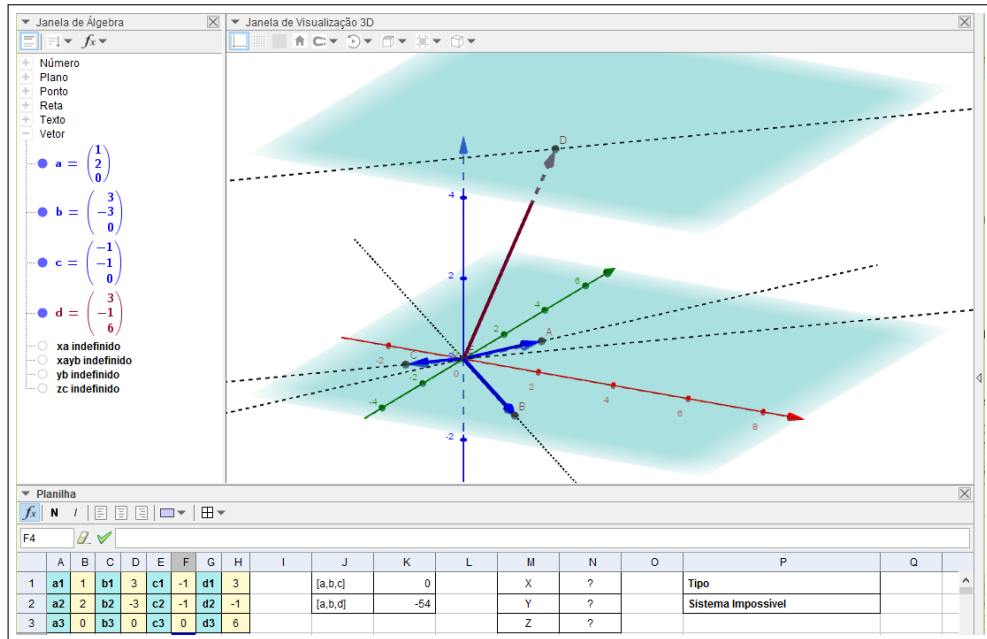 Janela de Álgebra
Número
Plano
Ponto
Reta
Texto
Vetor
a = ( 1 2 0 )
b = ( 3 −3 0 )
c = ( −1 −1 0 )
d = ( 3 −1 6 )
xa indefinido
xayb indefinido
yb indefinido
zc indefinido
Janela de Visualização 3D
D
4
2
6
4
2
A
-2
C
-2
0
2
-4
B
4
6
8
-2
Planilha
fx N I
F4
A B C D E F G H I J K L M N O P Q
1 a1 1 b1 3 c1 -1 d1 3 [a,b,c] 0 X ? Tipo
2 a2 2 b2 -3 c2 -1 d2 -1 [a,b,d] -54 Y ? Sistema Impossível
3 a3 0 b3 0 c3 0 d3 6 Z ?